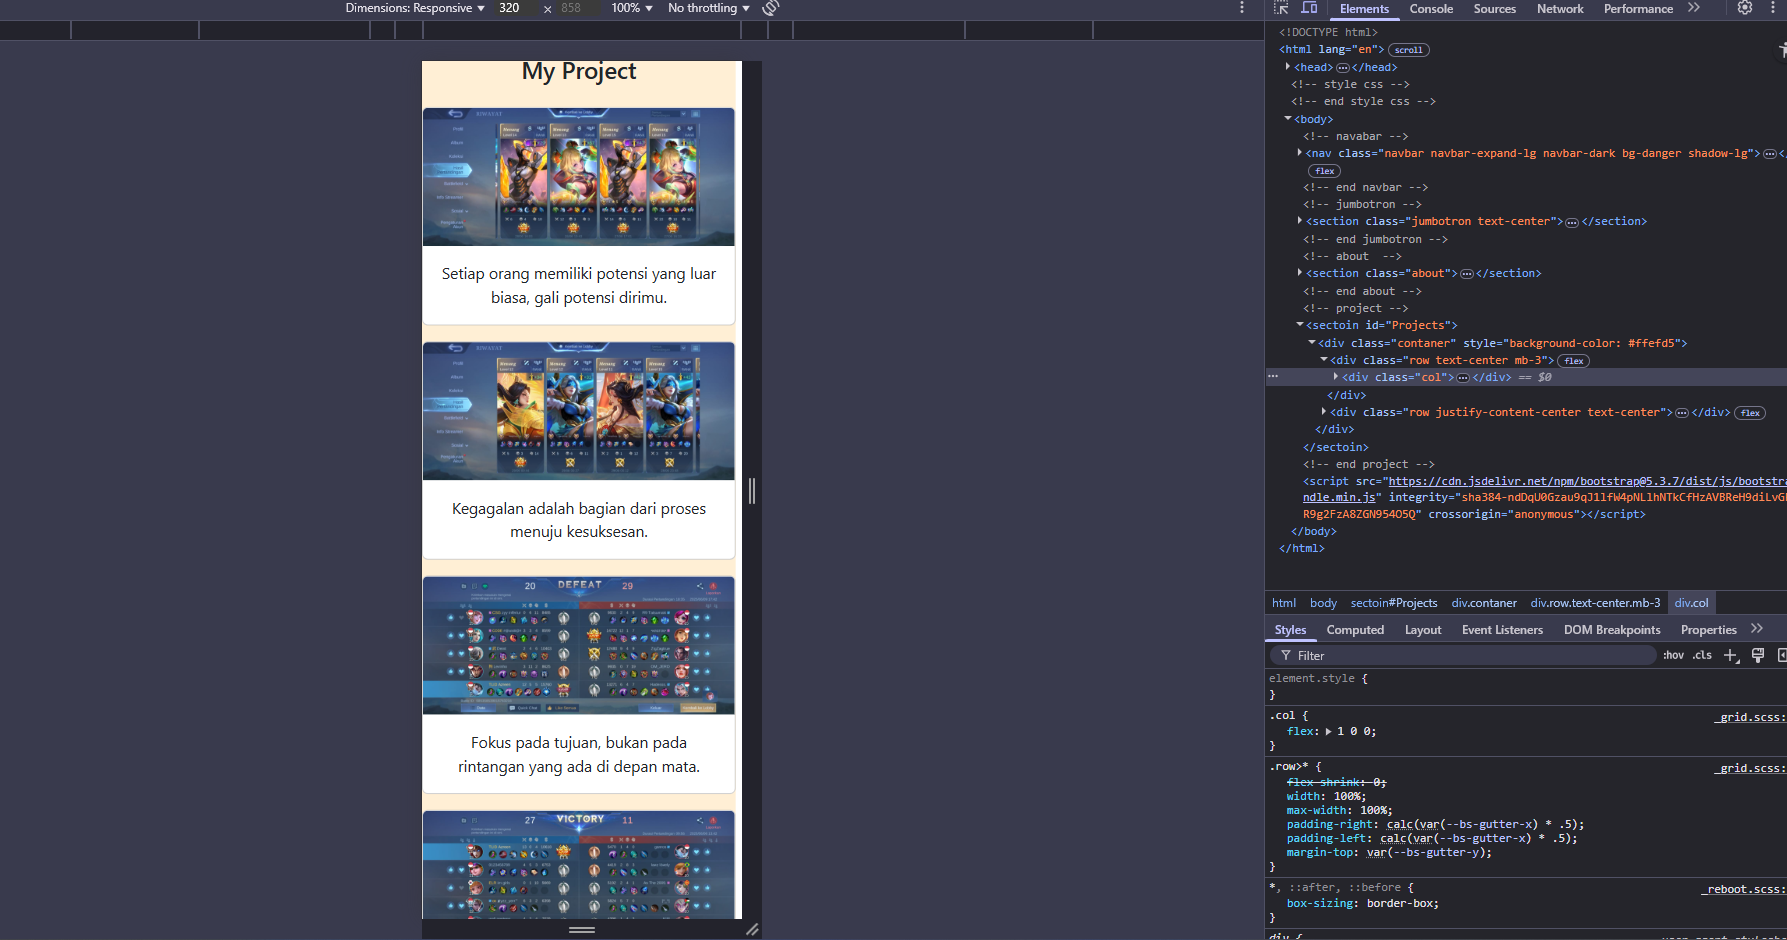 Dimensions: Responsive 320 × 858 100% No throttling
My Project
RIWAYAT
Setiap orang memiliki potensi yang luar
biasa, gali potensi dirimu.
RIWAYAT
Kegagalan adalah bagian dari proses
menuju kesuksesan.
20 DEFEAT 29
Fokus pada tujuan, bukan pada
rintangan yang ada di depan mata.
27 VICTORY 11
Elements Console Sources Network Performance
<!DOCTYPE html>
<html lang="en"> scroll
<head> </head>
<!-- style css -->
<!-- end style css -->
<body>
<!-- navabar -->
<nav class="navbar navbar-expand-lg navbar-dark bg-danger shadow-lg"> </
flex
<!-- end navbar -->
<!-- jumbotron -->
<section class="jumbotron text-center"> </section>
<!-- end jumbotron -->
<!-- about  -->
<section class="about"> </section>
<!-- end about -->
<!-- project -->
<sectoin id="Projects">
<div class="contaner" style="background-color: #ffefd5">
<div class="row text-center mb-3"> flex
<div class="col"> </div> == $0
</div>
<div class="row justify-content-center text-center"> </div> flex
</div>
</sectoin>
<!-- end project -->
<script src="https://cdn.jsdelivr.net/npm/bootstrap@5.3.7/dist/js/bootstra
ndle.min.js" integrity="sha384-ndDqU0Gzau9qJ1lfW4pNLlhNTkCfHzAVBReH9diLvG
R9g2FzA8ZGN954O5Q" crossorigin="anonymous"></script>
</body>
</html>
html body sectoin#Projects div.contaner div.row.text-center.mb-3 div.col
Styles Computed Layout Event Listeners DOM Breakpoints Properties
Filter :hov .cls
element.style {
}
.col { _grid.scss:
flex: 1 0 0;
}
.row>* { _grid.scss:
flex-shrink: 0;
width: 100%;
max-width: 100%;
padding-right: calc(var(--bs-gutter-x) * .5);
padding-left: calc(var(--bs-gutter-x) * .5);
margin-top: var(--bs-gutter-y);
}
*, ::after, ::before { _reboot.scss:
box-sizing: border-box;
}
div {